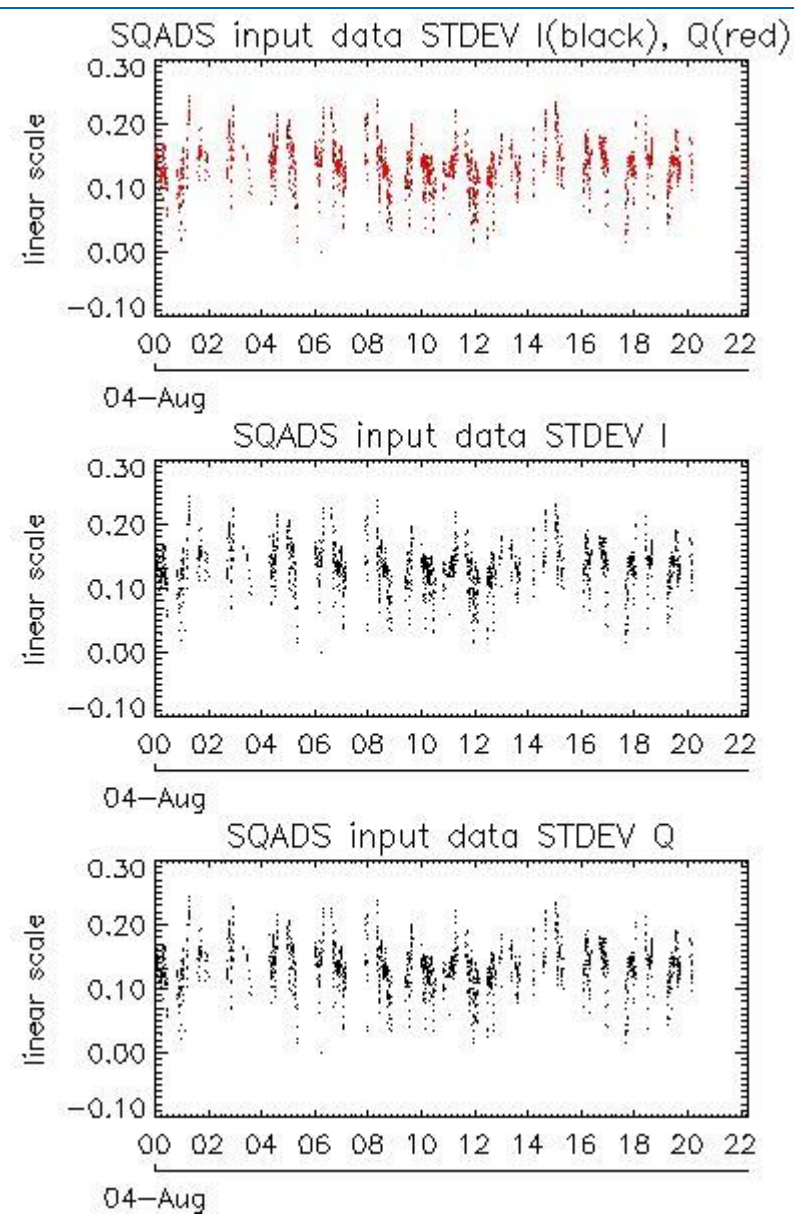 SQADS input data STDEV I(black), Q(red)
0.30
0.20
0.10
0.00
−0.10
linear scale
00 02 04 06 08 10 12 14 16 18 20 22
04−Aug
SQADS input data STDEV I
0.30
0.20
0.10
0.00
−0.10
linear scale
00 02 04 06 08 10 12 14 16 18 20 22
04−Aug
SQADS input data STDEV Q
0.30
0.20
0.10
0.00
−0.10
linear scale
00 02 04 06 08 10 12 14 16 18 20 22
04−Aug